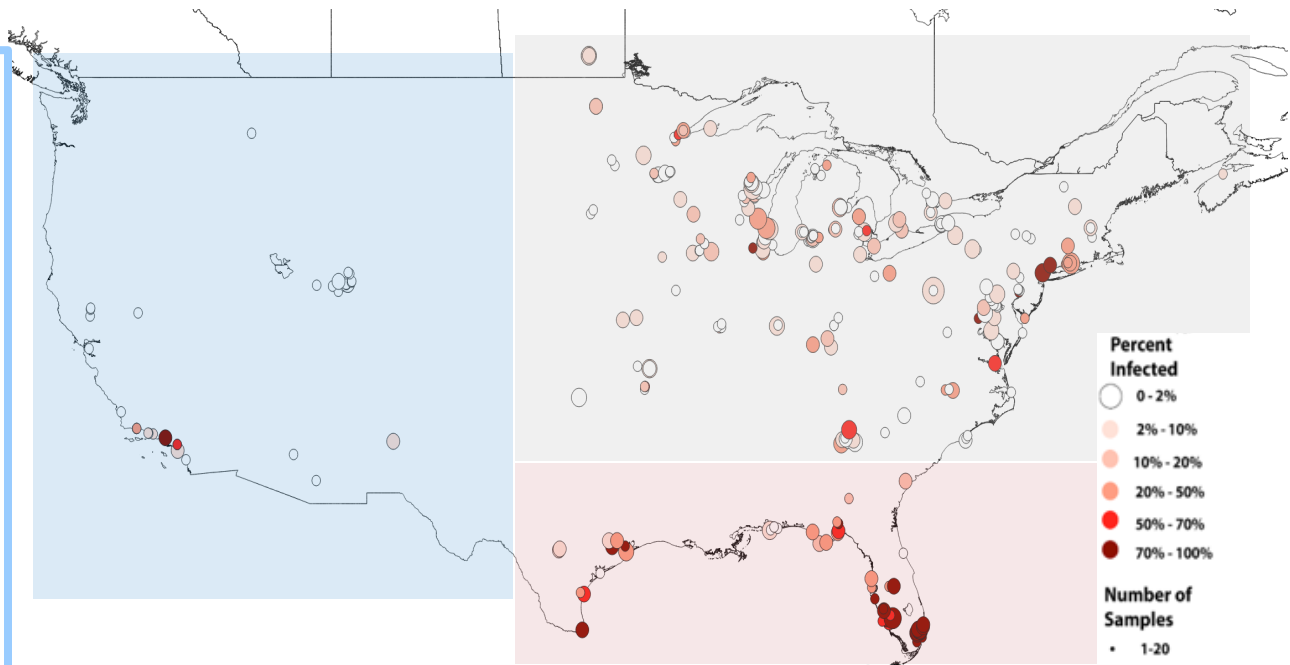 Percent
Infected
0 - 2%
2% - 10%
10% - 20%
20% - 50%
50% - 70%
70% - 100%
Number of
Samples
1-20